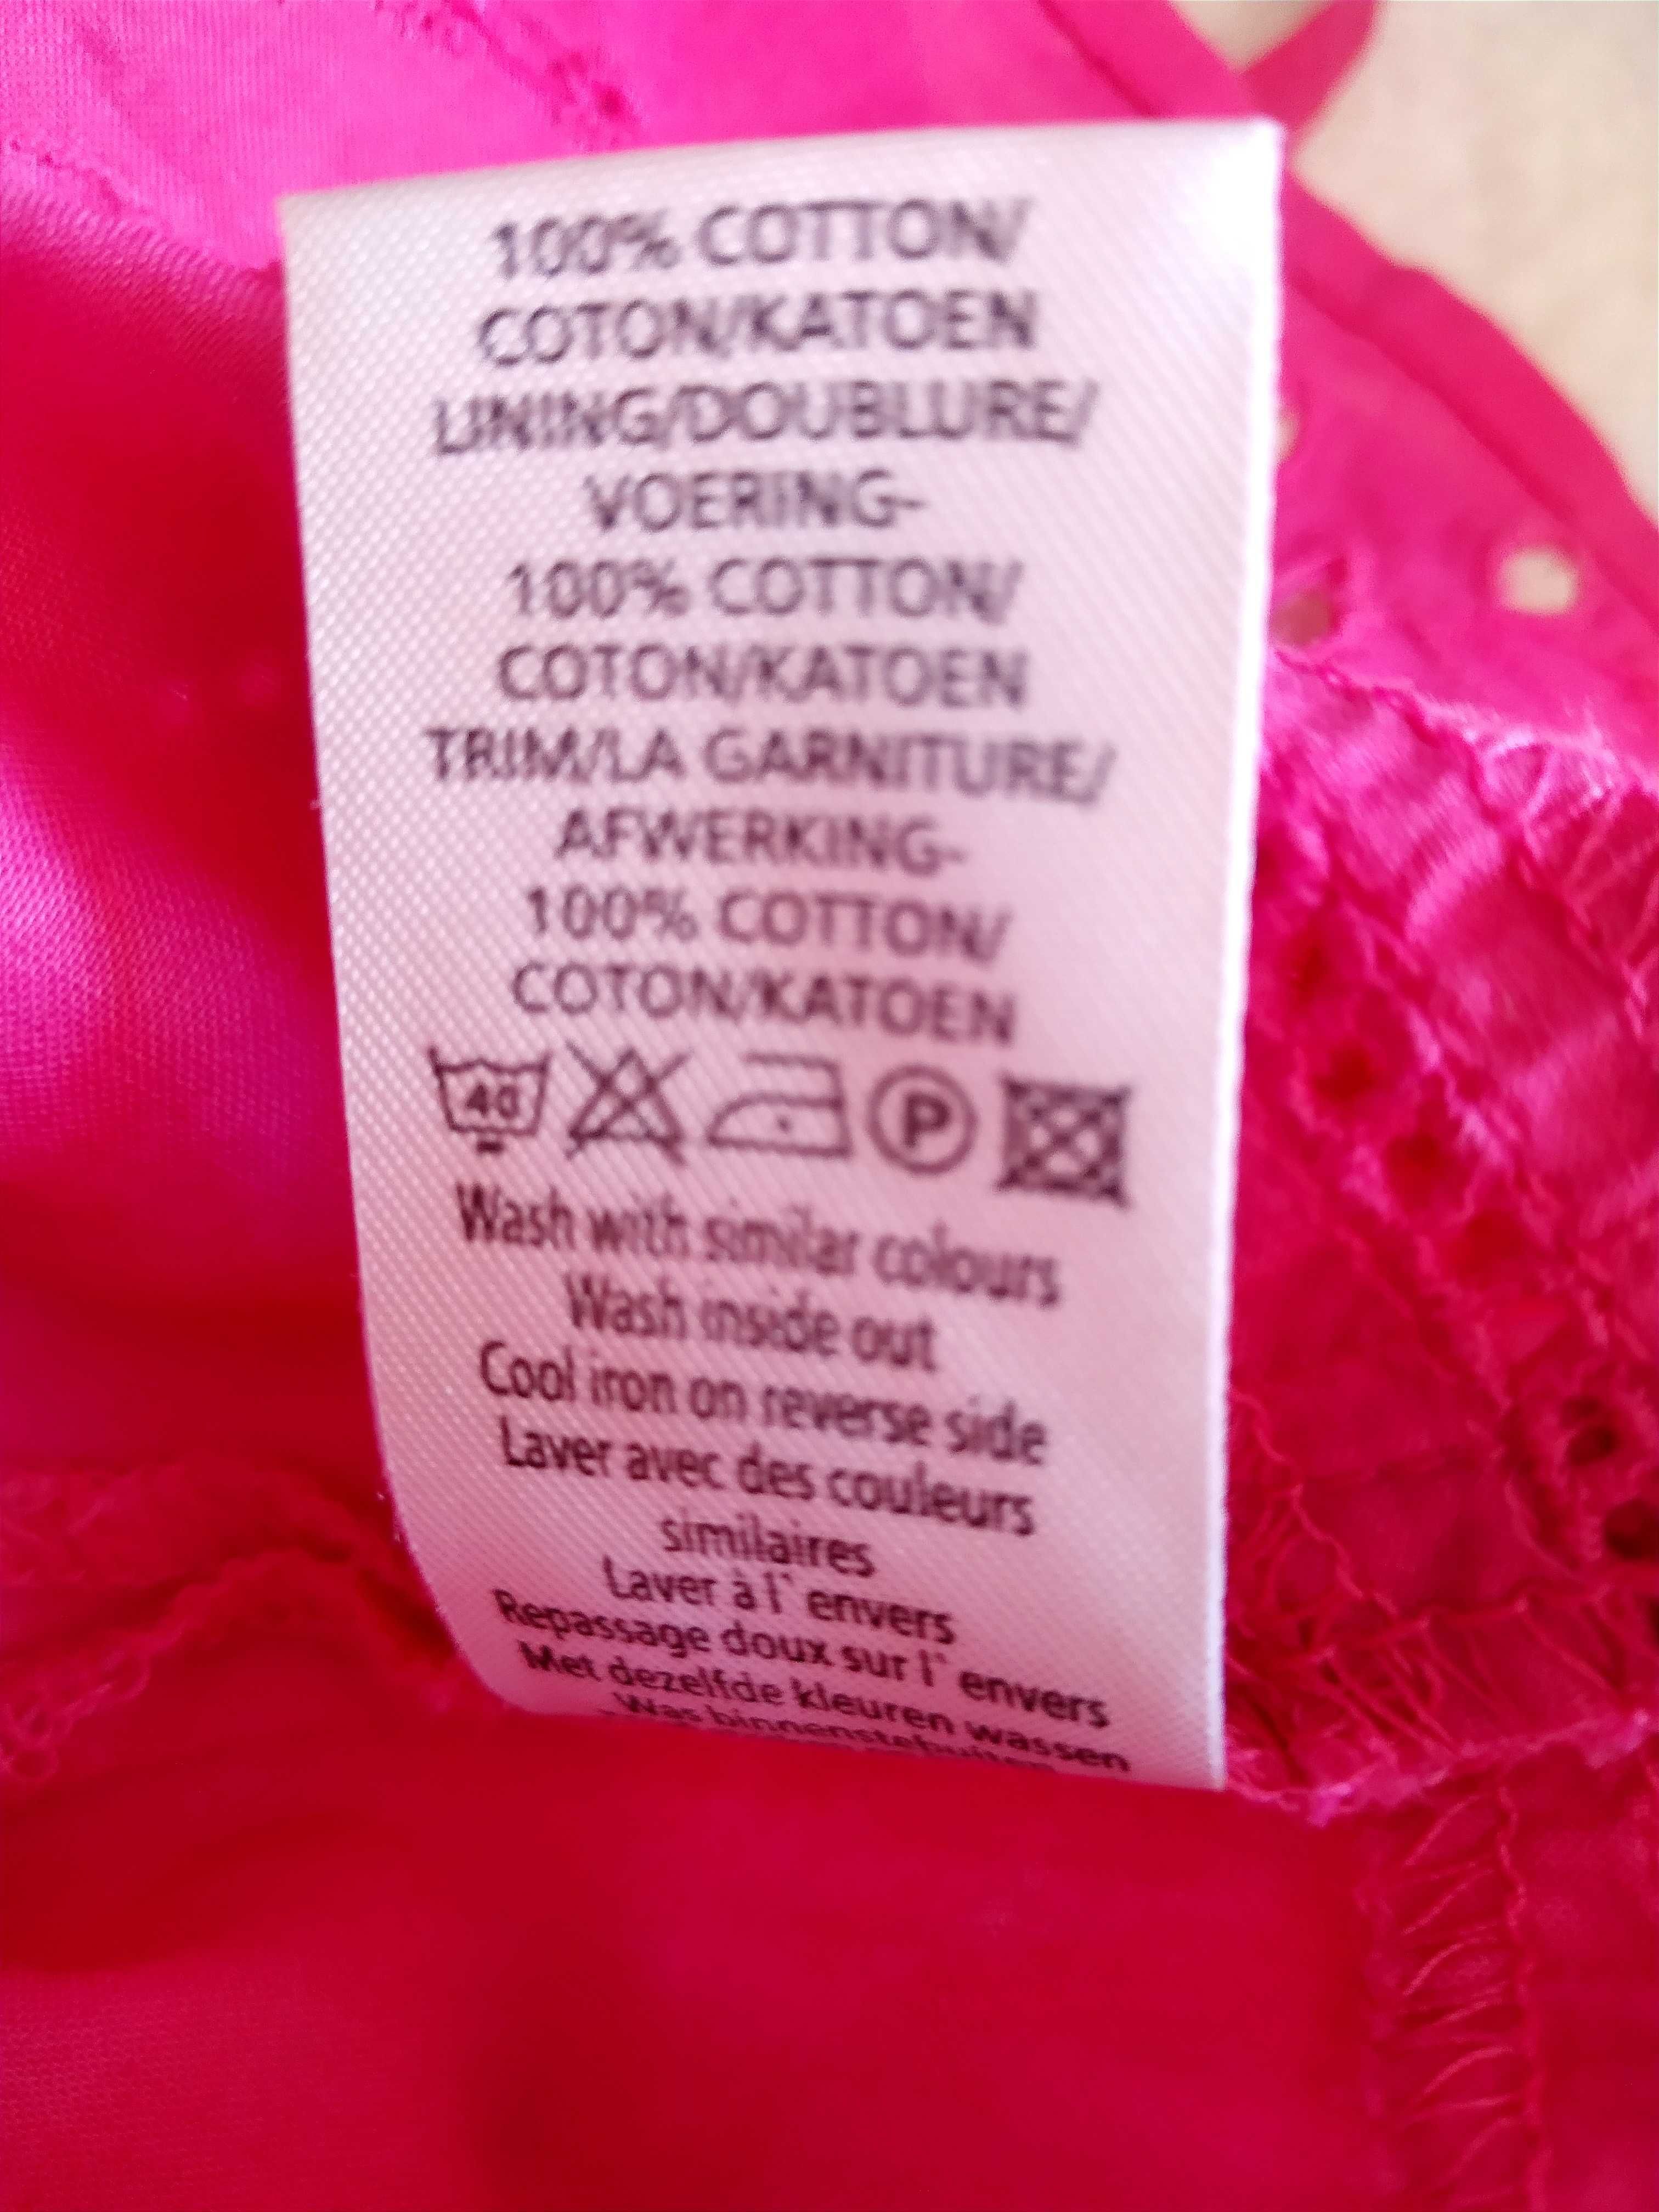 100% COTTON/
COTON/KATOEN
LINING/DOUBLURE/
VOERING-
100% COTTON/
COTON/KATOEN
TRIM/LA GARNITURE/
AFWERKING-
100% COTTON/
COTON/KATOEN
40 P
Wash with similar colours
Wash inside out
Cool iron on reverse side
Laver avec des couleurs
similaires
Laver à l' envers
Repassage doux sur l' envers
Met dezelfde kleuren wassen
Was binnenstebuiten